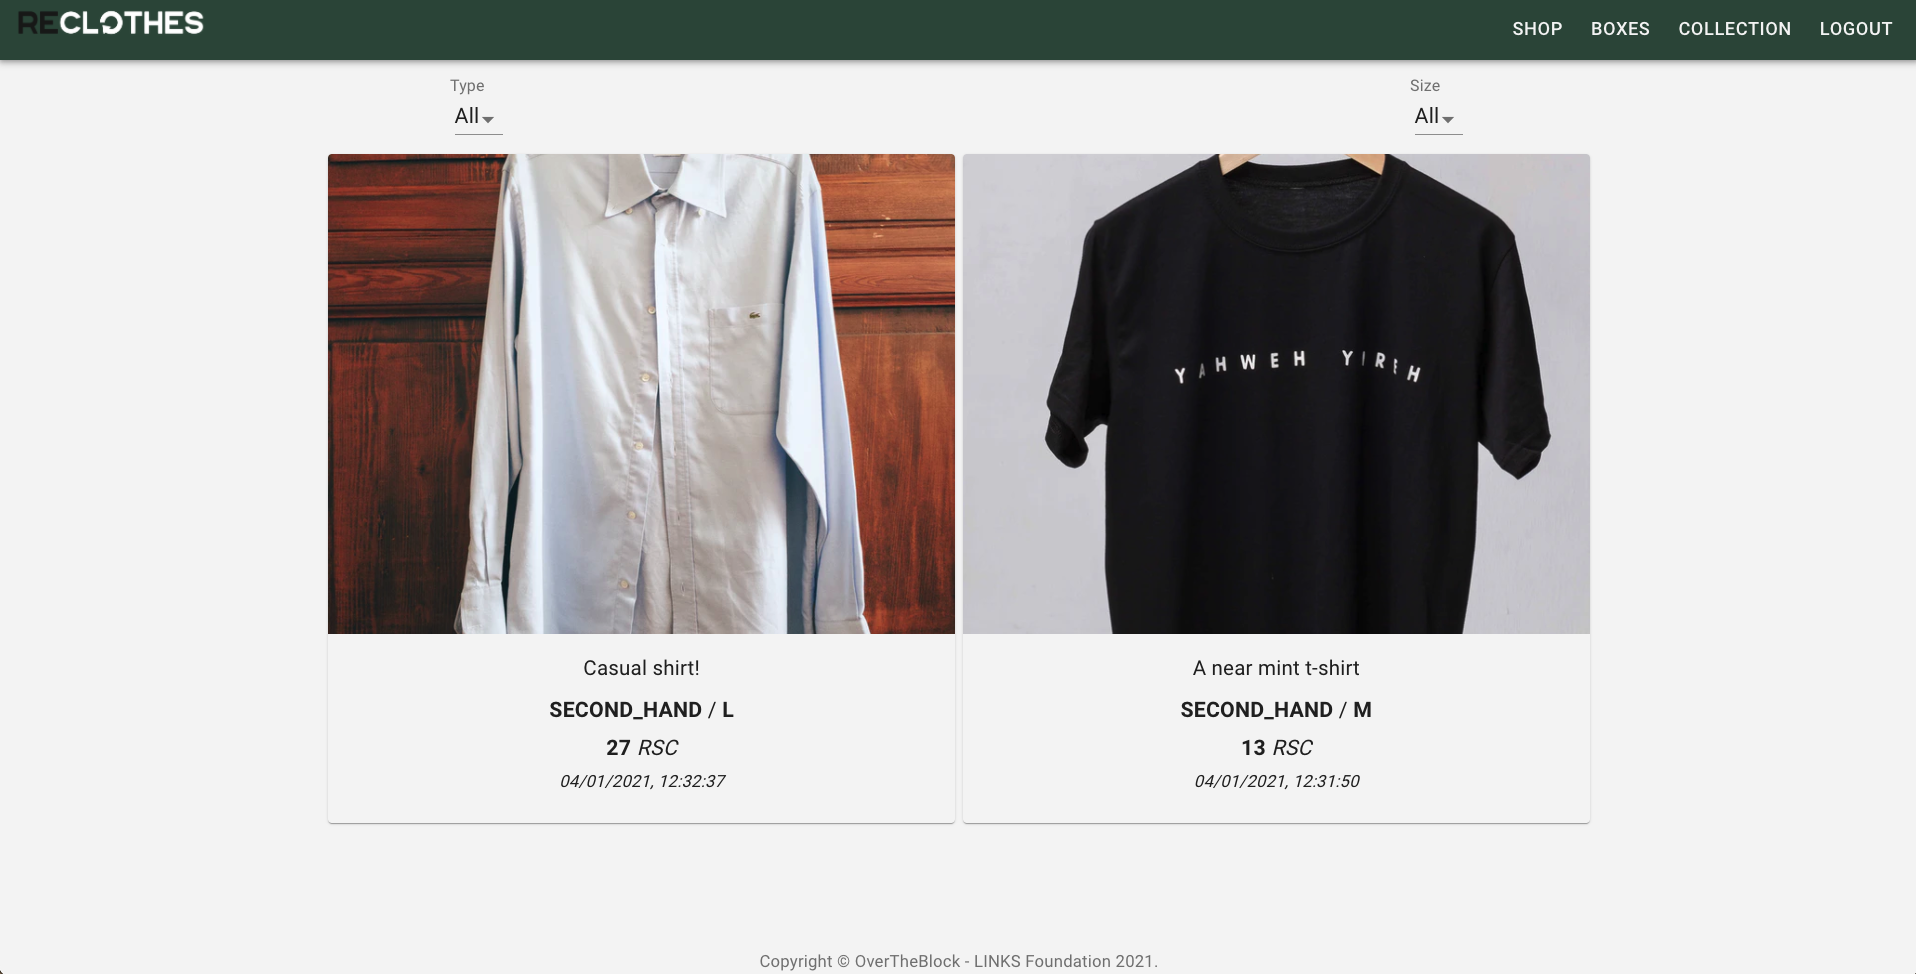 RECLOTHES
SHOP BOXES COLLECTION LOGOUT
Type
All
Size
All
YAHWEH YIREH
Casual shirt!
SECOND_HAND / L
27 RSC
04/01/2021, 12:32:37
A near mint t-shirt
SECOND_HAND / M
13 RSC
04/01/2021, 12:31:50
Copyright © OverTheBlock - LINKS Foundation 2021.